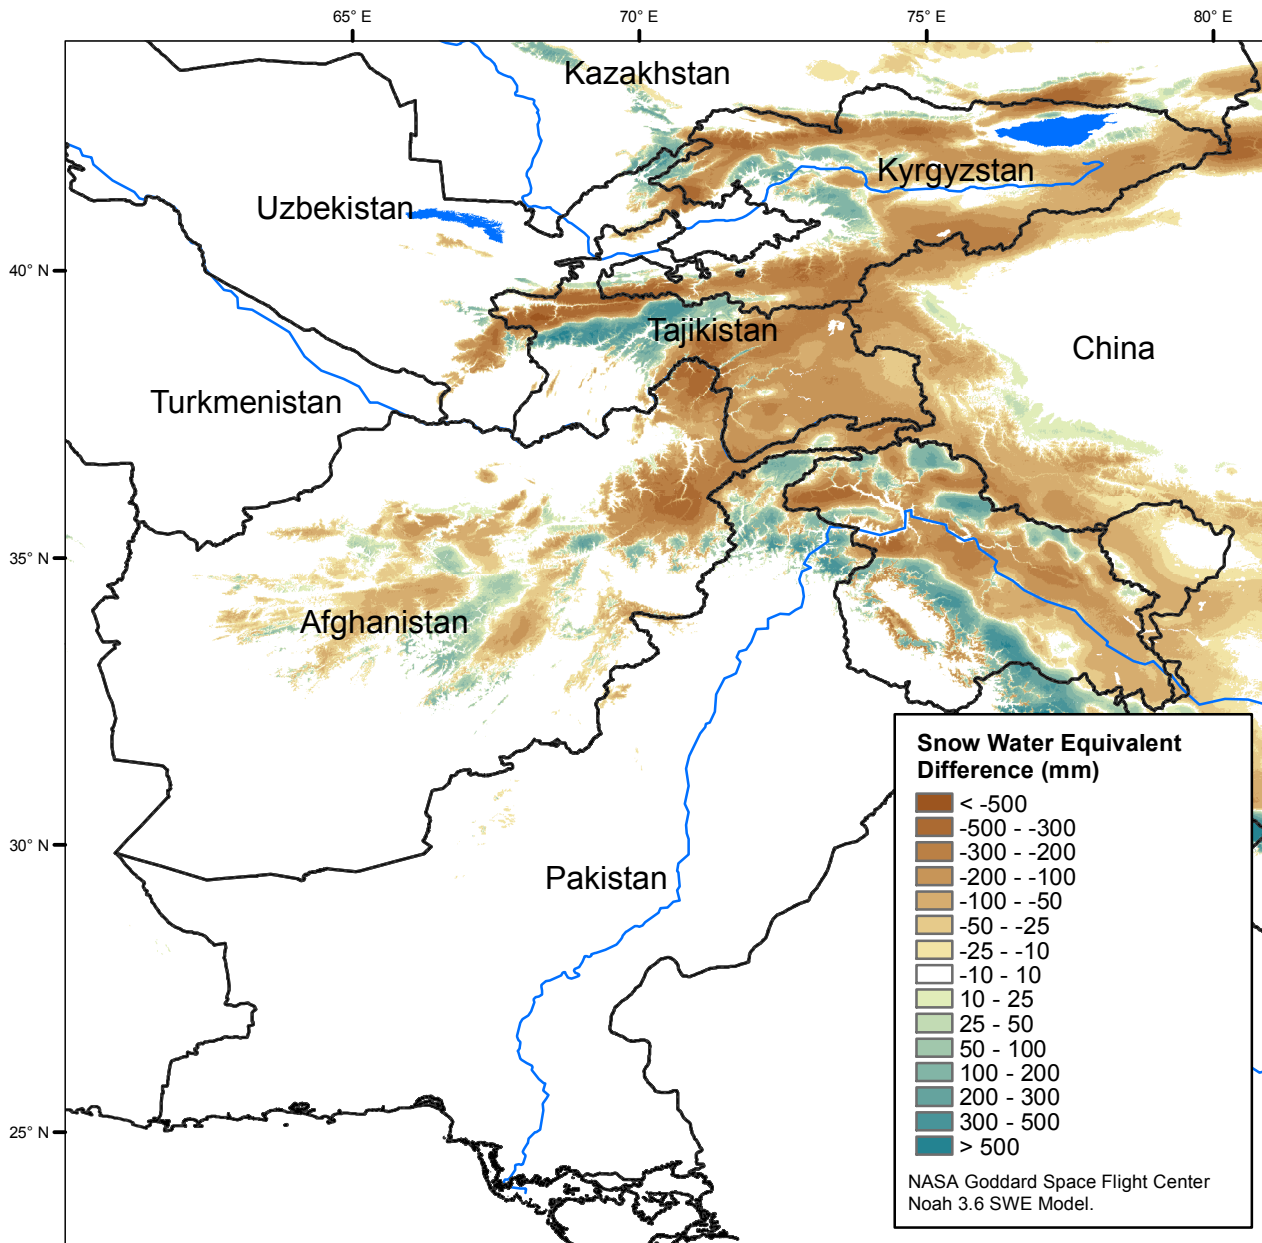 65° E
70° E
75° E
80° E
Kazakhstan
Kyrgyzstan
Uzbekistan
40° N
Tajikistan
China
Turkmenistan
35° N
Afghanistan
Snow Water Equivalent
Difference (mm)
< -500
-500 - -300
-300 - -200
-200 - -100
-100 - -50
-50 - -25
-25 - -10
-10 - 10
10 - 25
25 - 50
50 - 100
100 - 200
200 - 300
300 - 500
> 500
NASA Goddard Space Flight Center
Noah 3.6 SWE Model.
30° N
Pakistan
25° N